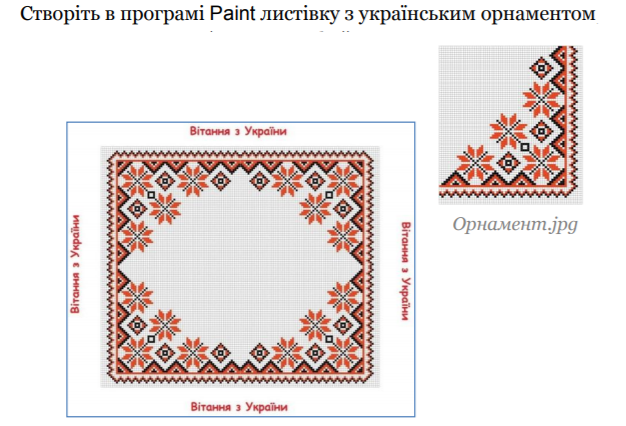 Створіть в програмі Paint листівку з українським орнаментом
Вітання з України
Вітання з України
Вітання з України
Вітання з України
Орнамент.jpg